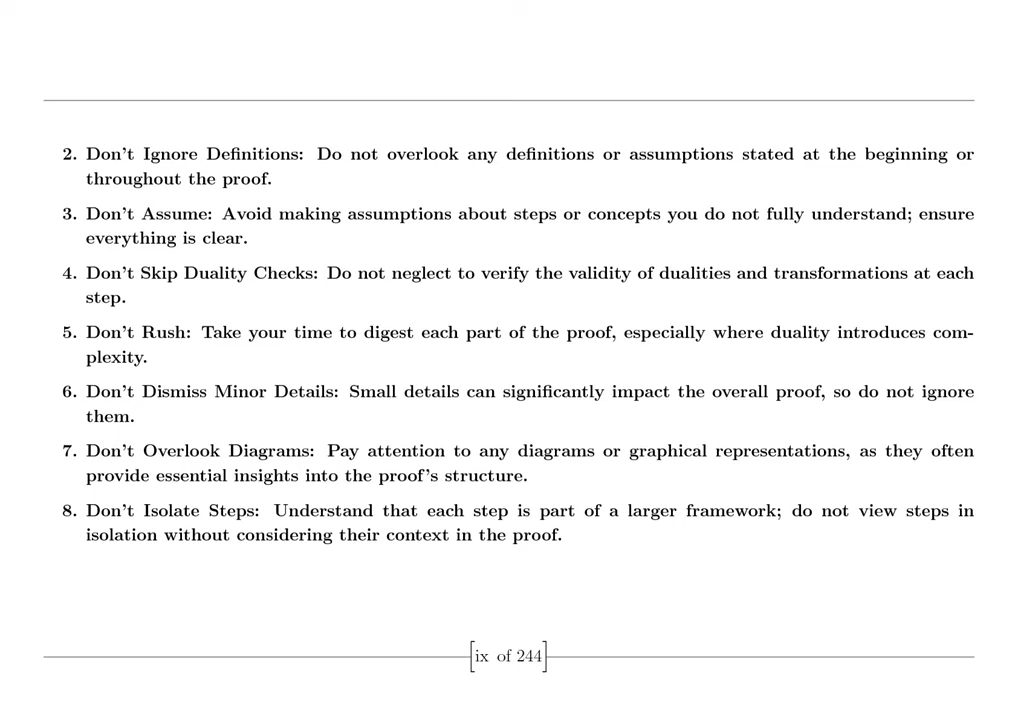 2. Don't Ignore Definitions: Do not overlook any definitions or assumptions stated at the beginning or
throughout the proof.
3. Don't Assume: Avoid making assumptions about steps or concepts you do not fully understand; ensure
everything is clear.
4. Don't Skip Duality Checks: Do not neglect to verify the validity of dualities and transformations at each
step.
5. Don't Rush: Take your time to digest each part of the proof, especially where duality introduces com-
plexity.
6. Don't Dismiss Minor Details: Small details can significantly impact the overall proof, so do not ignore
them.
7. Don't Overlook Diagrams: Pay attention to any diagrams or graphical representations, as they often
provide essential insights into the proof's structure.
8. Don't Isolate Steps: Understand that each step is part of a larger framework; do not view steps in
isolation without considering their context in the proof.
[ix of 244]